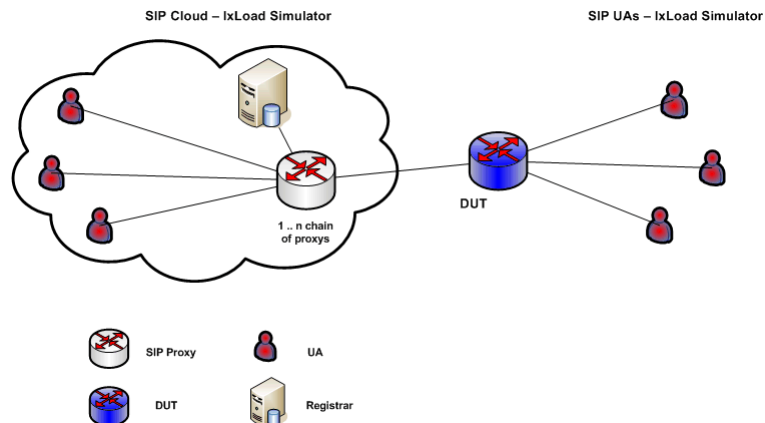 SIP Cloud – IxLoad Simulator
SIP UAs – IxLoad Simulator
DUT
1 .. n chain
of proxys
SIP Proxy
UA
DUT
Registrar